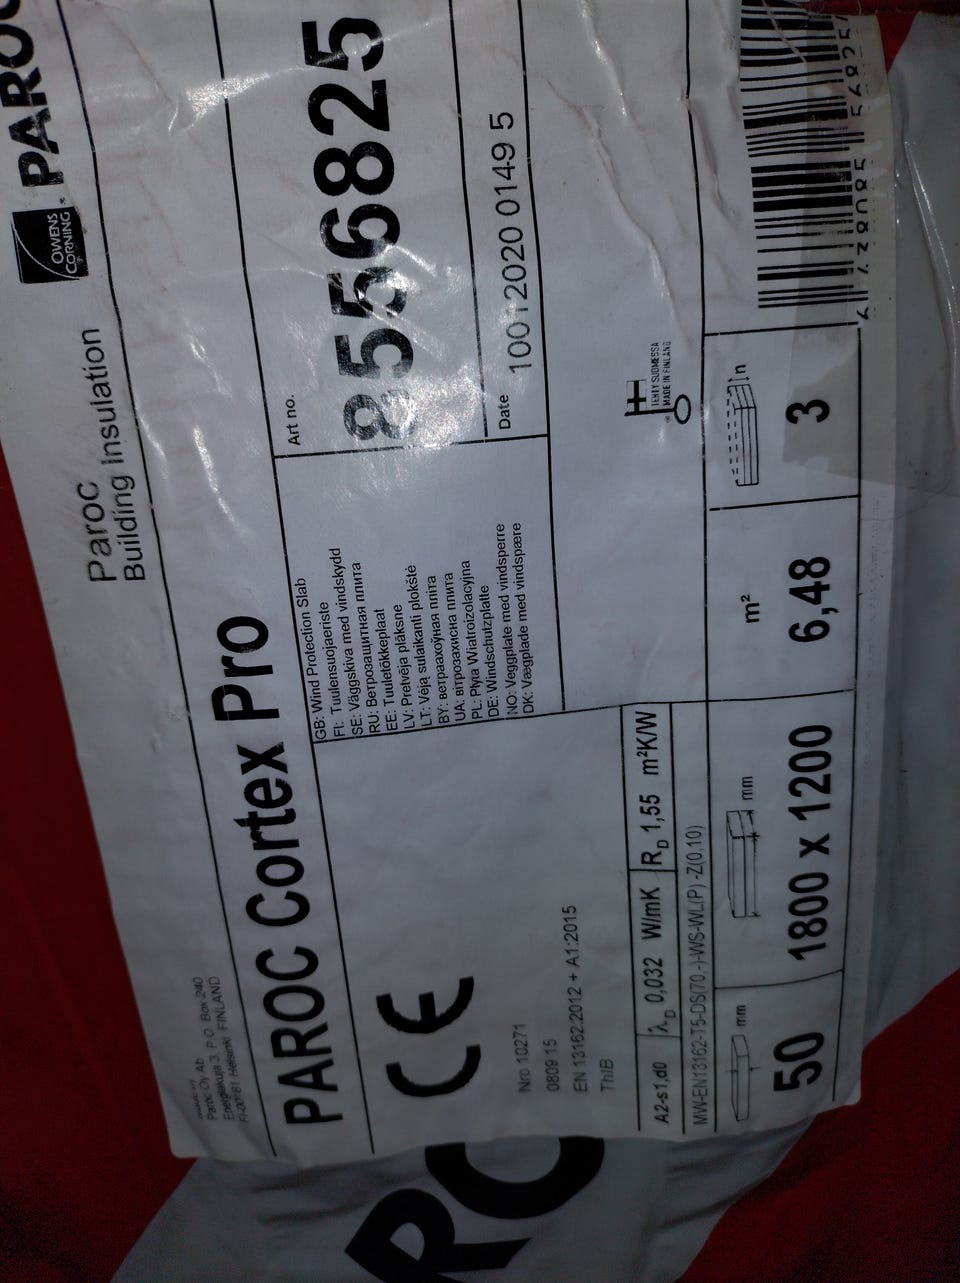 PAROC
OWENS
CORNING
Paroc
Building Insulation
Paroc Oy Ab
Energiakuja 3, P.O. Box 240
FI-00181 Helsinki FINLAND
PAROC Cortex Pro
Art no.
8556825
GB: Wind Protection Slab
FI: Tuulensuojaeriste
SE: Väggskiva med vindskydd
RU: Ветрозащитная плита
EE: Tuuletõkkeplaat
LV: Pretvēja plāksne
LT: Vėją sulaikanti plokštė
BY: ветраахоўная пліта
UA: вітрозахисна плита
PL: Płyta Wiatroizolacyjna
DE: Windschutzplatte
NO: Veggplate med vindsperre
DK: Vægplade med vindspærre
Date
2020 0149 5
CE
Nro 10271
0809 15
EN 13162:2012 + A1:2015
ThIB
TEHTY SUOMESSA
MADE IN FINLAND
A2-s1,d0 λD 0,032 W/mK RD 1,55 m²K/W
MW-EN13162-T5-DS(70,-)-WS-WL(P)-Z(0,10)
mm mm m² n
50 1800 x 1200 6,48 3